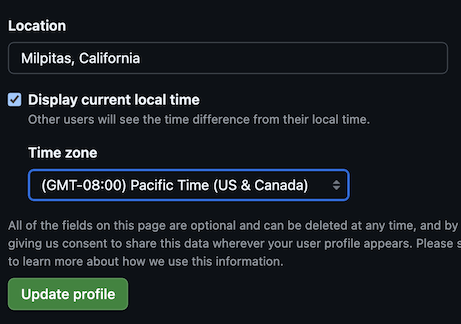 Location
Milpitas, California
Display current local time
Other users will see the time difference from their local time.
Time zone
(GMT-08:00) Pacific Time (US & Canada)
All of the fields on this page are optional and can be deleted at any time, and by
giving us consent to share this data wherever your user profile appears. Please
to learn more about how we use this information.
Update profile